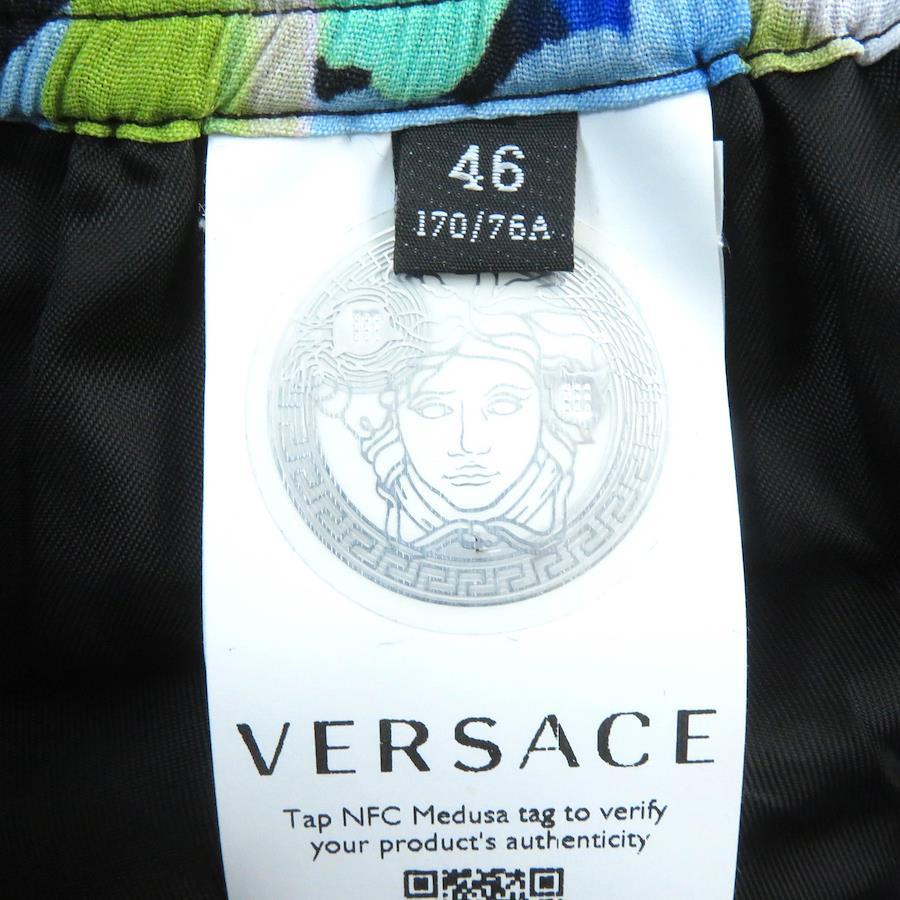 46
170/76A
VERSACE
Tap NFC Medusa tag to verify
your product's authenticity